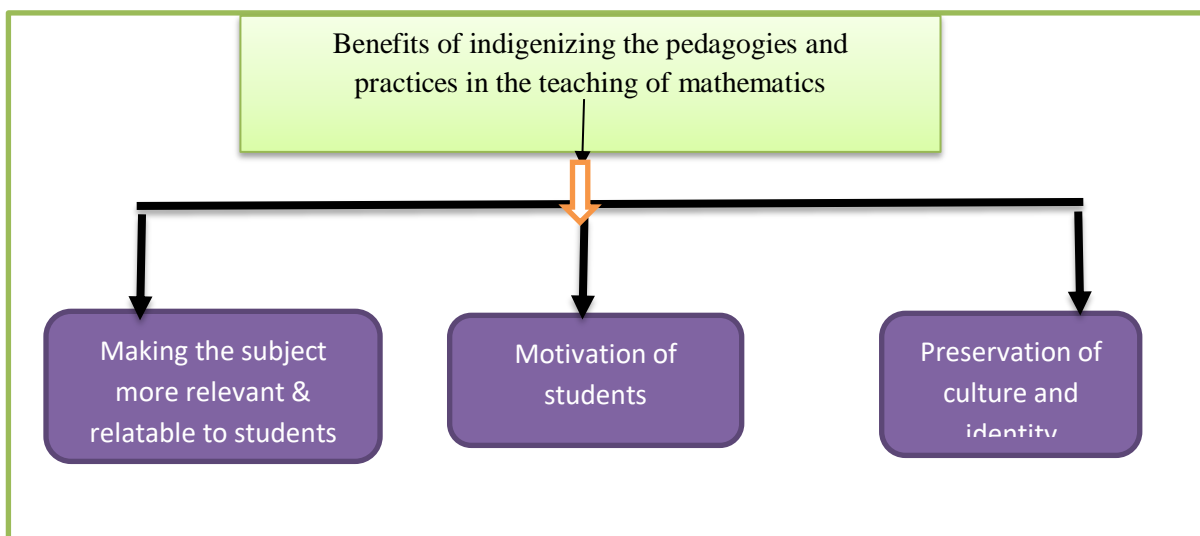 Benefits of indigenizing the pedagogies and
practices in the teaching of mathematics
Making the subject
more relevant &
relatable to students
Motivation of
students
Preservation of
culture and
identity